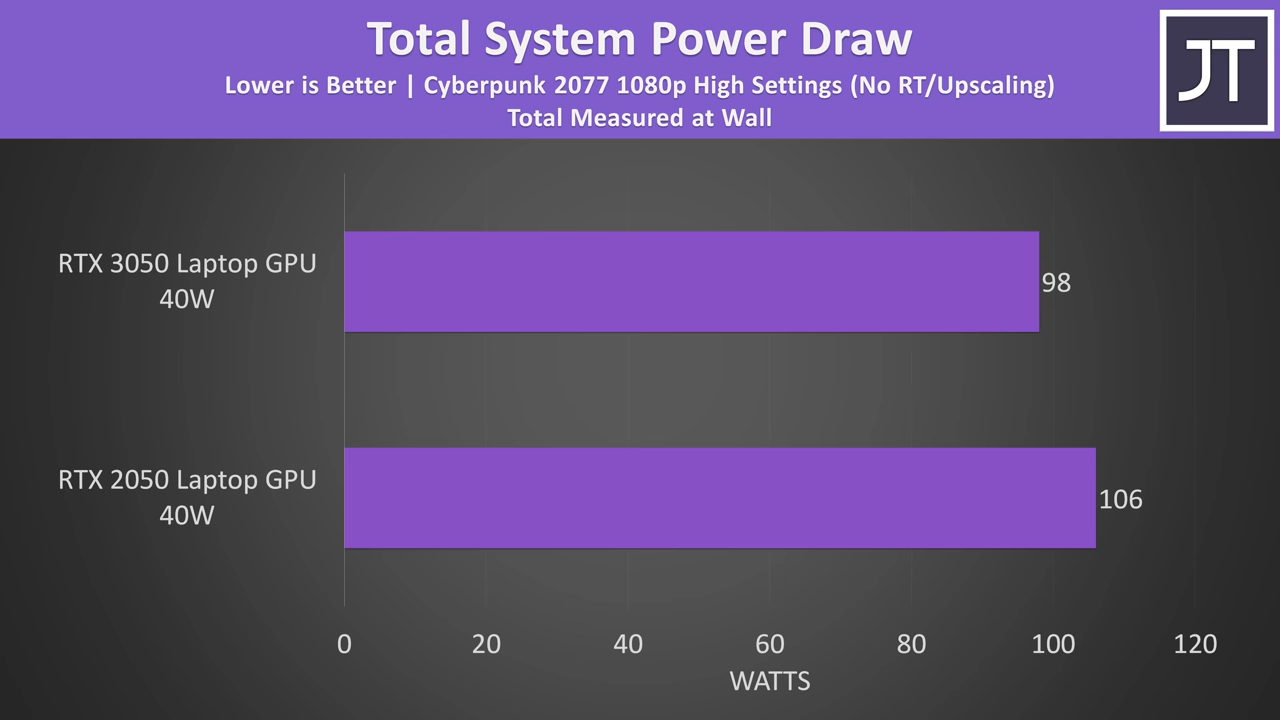 Total System Power Draw
Lower is Better | Cyberpunk 2077 1080p High Settings (No RT/Upscaling)
Total Measured at Wall
JT
RTX 3050 Laptop GPU
40W
98
RTX 2050 Laptop GPU
40W
106
0 20 40 60 80 100 120
WATTS